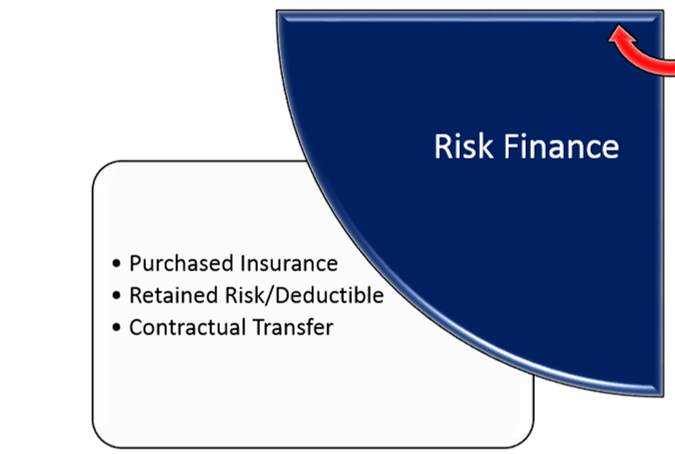 Risk Finance
• Purchased Insurance
• Retained Risk/Deductible
• Contractual Transfer